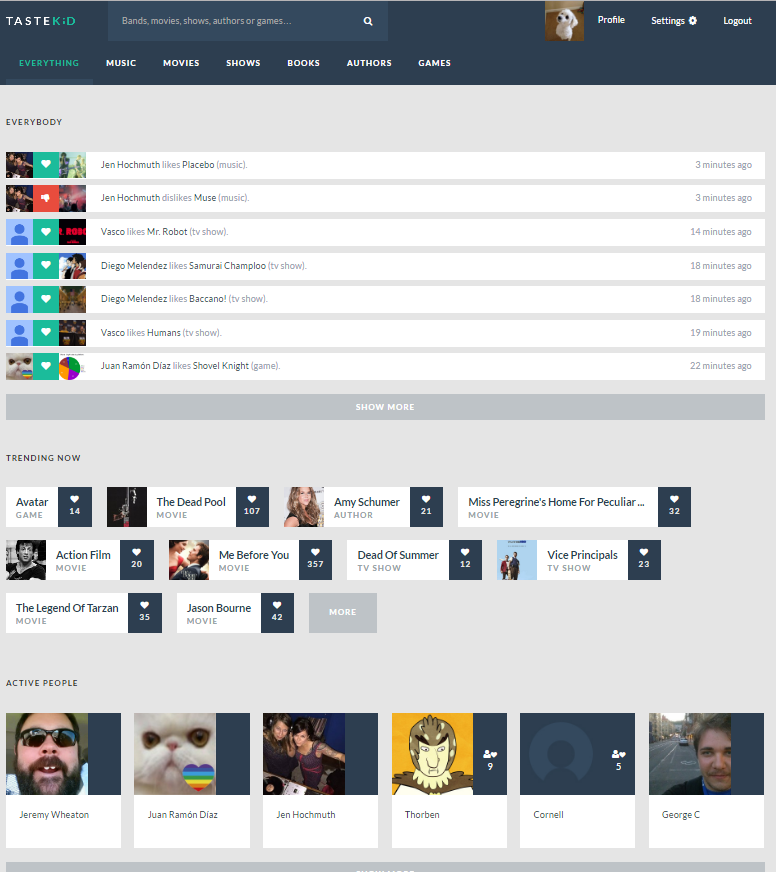 TASTEKiD
Bands, movies, shows, authors or games...
Profile
Settings
Logout
EVERYTHING MUSIC MOVIES SHOWS BOOKS AUTHORS GAMES
EVERYBODY
Jen Hochmuth likes Placebo (music). 3 minutes ago
Jen Hochmuth dislikes Muse (music). 3 minutes ago
Vasco likes Mr. Robot (tv show). 14 minutes ago
Diego Melendez likes Samurai Champloo (tv show). 18 minutes ago
Diego Melendez likes Baccano! (tv show). 18 minutes ago
Vasco likes Humans (tv show). 19 minutes ago
Juan Ramón Díaz likes Shovel Knight (game). 22 minutes ago
SHOW MORE
TRENDING NOW
Avatar
GAME
14
The Dead Pool
MOVIE
107
Amy Schumer
AUTHOR
21
Miss Peregrine's Home For Peculiar ...
MOVIE
32
Action Film
MOVIE
20
Me Before You
MOVIE
357
Dead Of Summer
TV SHOW
12
Vice Principals
TV SHOW
23
The Legend Of Tarzan
MOVIE
35
Jason Bourne
MOVIE
42
MORE
ACTIVE PEOPLE
9
5
Jeremy Wheaton
Juan Ramón Díaz
Jen Hochmuth
Thorben
Cornell
George C